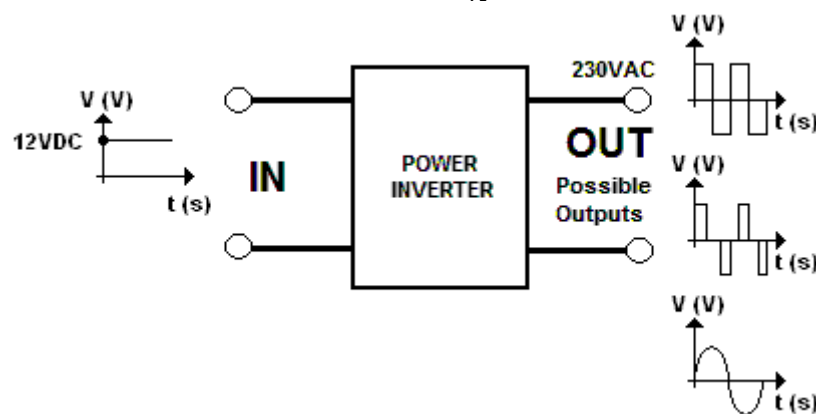 V (V)
12VDC
t (s)
IN
POWER
INVERTER
230VAC
OUT
Possible
Outputs
V (V)
t (s)
V (V)
t (s)
V (V)
t (s)